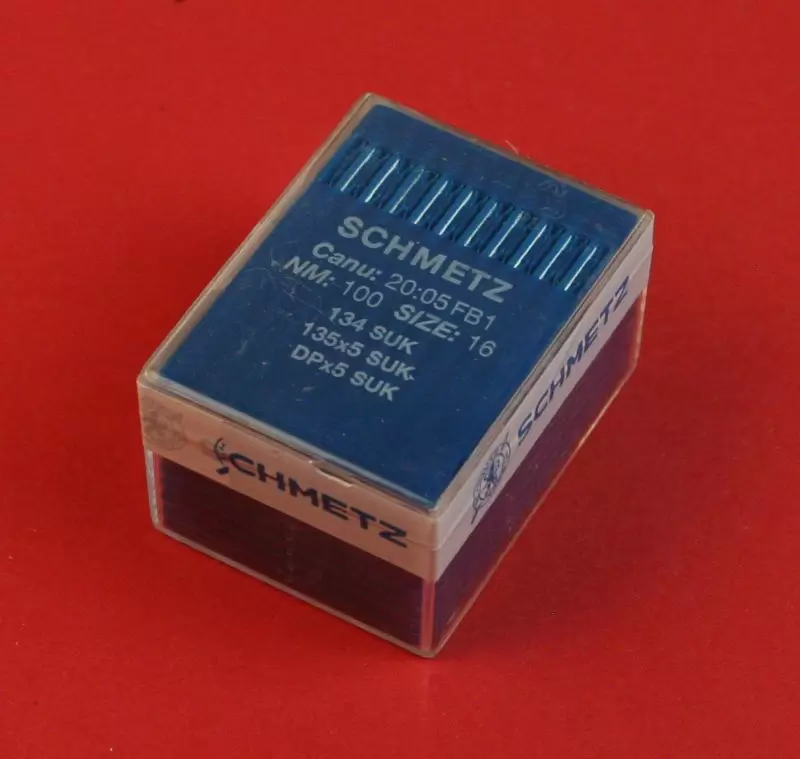 SCHMETZ
Canu: 20:05 FB1
NM: 100 SIZE: 16
134 SUK
135x5 SUK
DPx5 SUK
SCHMETZ
SCHMETZ